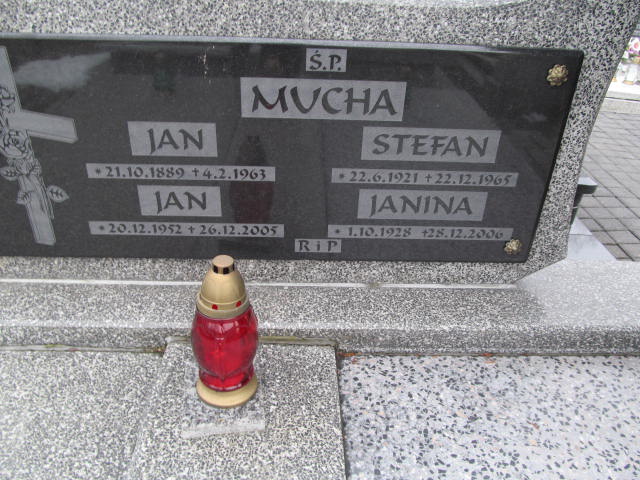 Ś.P.
MUCHA
JAN
* 21.10.1889 + 4.2.1963
STEFAN
* 22.6.1921 + 22.12.1965
JAN
* 20.12.1952 + 26.12.2005
JANINA
* 1.10.1928 + 28.12.2006
R i P